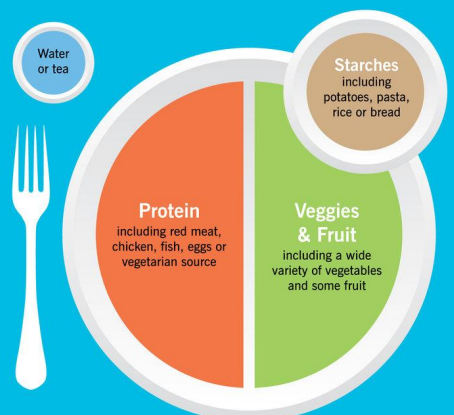 Water
or tea
Starches
including
potatoes, pasta,
rice or bread
Protein
including red meat,
chicken, fish, eggs or
vegetarian source
Veggies
& Fruit
including a wide
variety of vegetables
and some fruit